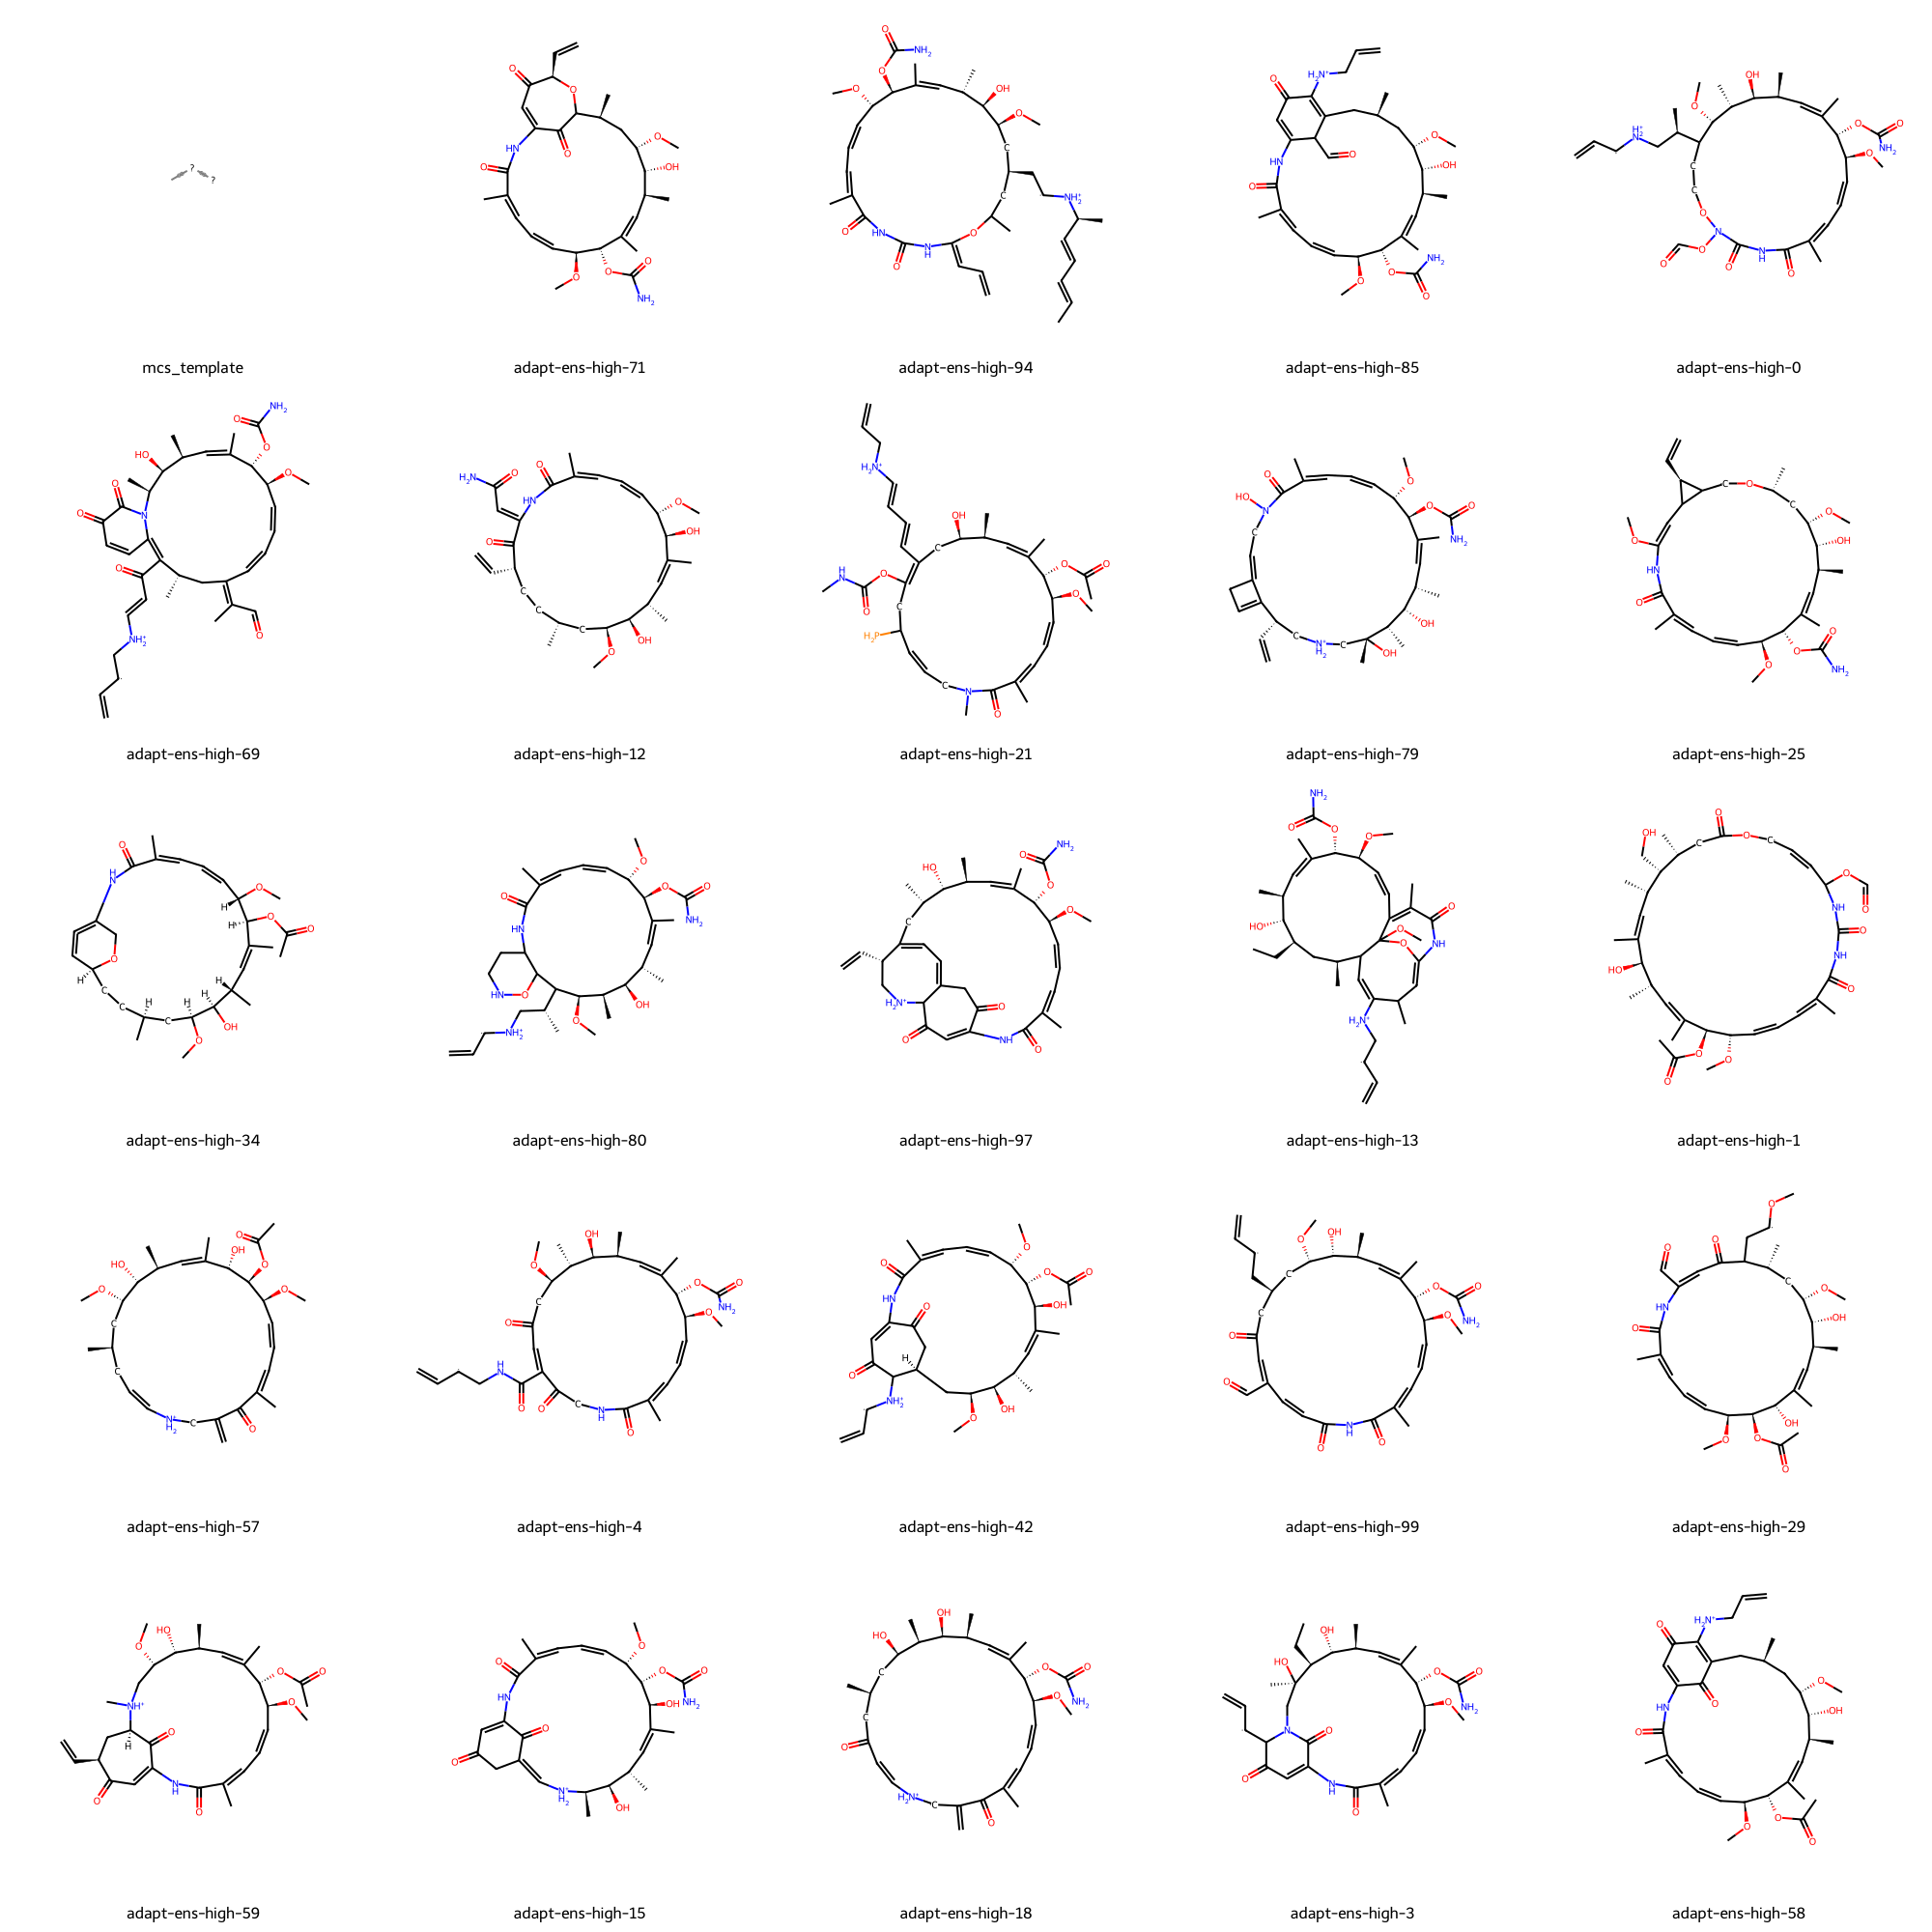 mcs_template
adapt-ens-high-71
adapt-ens-high-94
adapt-ens-high-85
adapt-ens-high-0
adapt-ens-high-69
adapt-ens-high-12
adapt-ens-high-21
adapt-ens-high-79
adapt-ens-high-25
adapt-ens-high-34
adapt-ens-high-80
adapt-ens-high-97
adapt-ens-high-13
adapt-ens-high-1
adapt-ens-high-57
adapt-ens-high-4
adapt-ens-high-42
adapt-ens-high-99
adapt-ens-high-29
adapt-ens-high-59
adapt-ens-high-15
adapt-ens-high-18
adapt-ens-high-3
adapt-ens-high-58